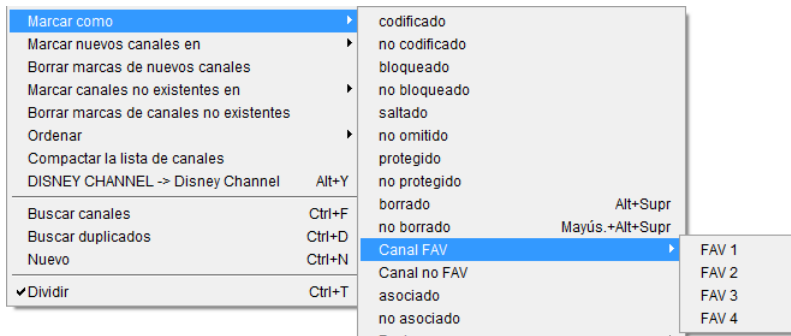 Marcar como
Marcar nuevos canales en
Borrar marcas de nuevos canales
Marcar canales no existentes en
Borrar marcas de canales no existentes
Ordenar
Compactar la lista de canales
DISNEY CHANNEL -> Disney Channel Alt+Y
Buscar canales Ctrl+F
Buscar duplicados Ctrl+D
Nuevo Ctrl+N
Dividir Ctrl+T
codificado
no codificado
bloqueado
no bloqueado
saltado
no omitido
protegido
no protegido
borrado Alt+Supr
no borrado Mayús.+Alt+Supr
Canal FAV
Canal no FAV
asociado
no asociado
FAV 1
FAV 2
FAV 3
FAV 4